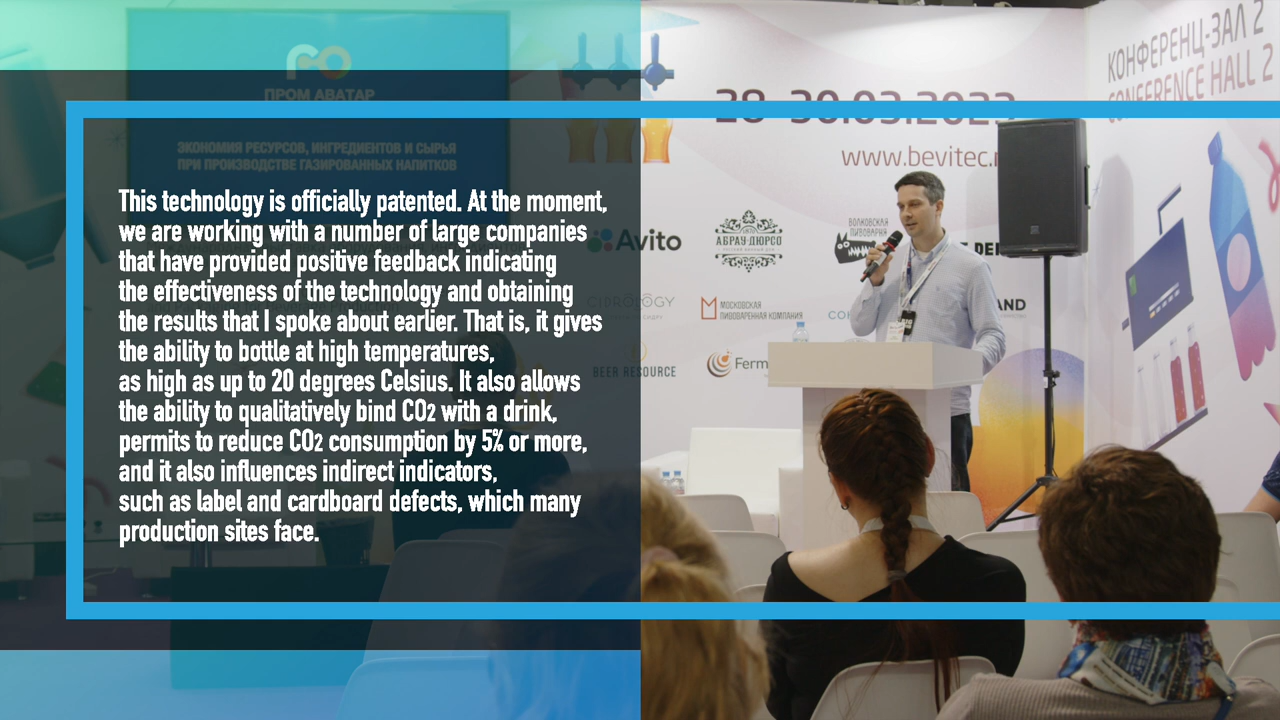 ПРОМ АВАТАР
ЭКОНОМИЯ РЕСУРСОВ, ИНГРЕДИЕНТОВ И СЫРЬЯ
ПРИ ПРОИЗВОДСТВЕ ГАЗИРОВАННЫХ НАПИТКОВ
This technology is officially patented. At the moment,
we are working with a number of large companies
that have provided positive feedback indicating
the effectiveness of the technology and obtaining
the results that I spoke about earlier. That is, it gives
the ability to bottle at high temperatures,
as high as up to 20 degrees Celsius. It also allows
the ability to qualitatively bind CO2 with a drink,
permits to reduce CO2 consumption by 5% or more,
and it also influences indirect indicators,
such as label and cardboard defects, which many
production sites face.
28-30.03.2023
www.bevitec.r
КОНФЕРЕНЦ-ЗАЛ 2
CONFERENCE HALL 2
Avito
АБРАУ-ДЮРСО
ВОЛКОВСКАЯ
ПИВОВАРНЯ
CIDROLOGY
МОСКОВСКАЯ
ПИВОВАРЕННАЯ КОМПАНИЯ
BEER RESOURCE
Ferm